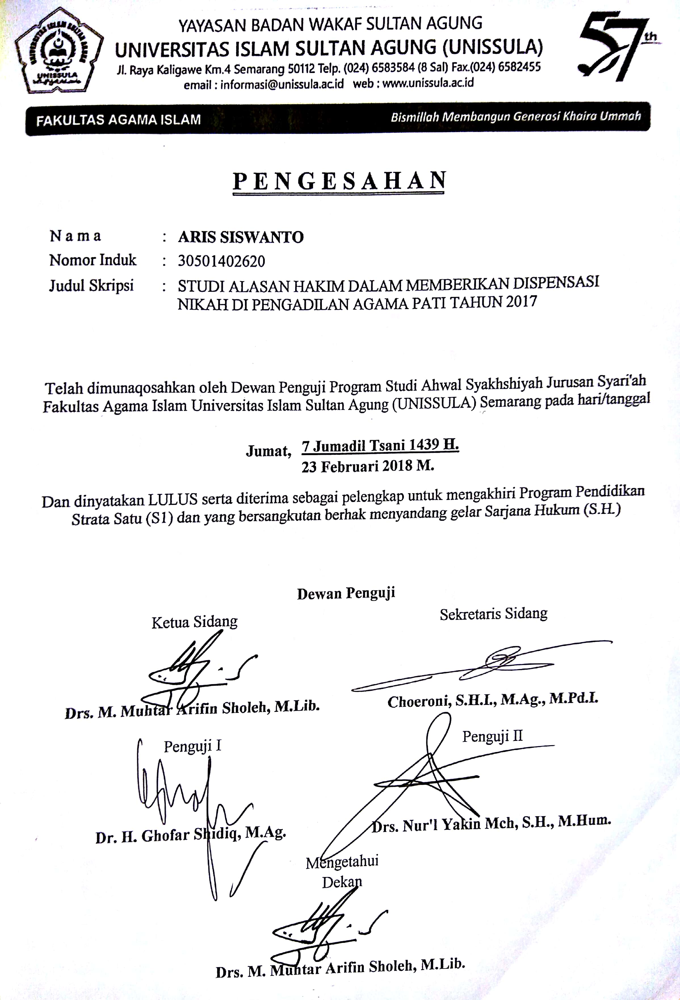 UNIVERSITAS ISLAM SULTAN AGUNG
UNISSULA
YAYASAN BADAN WAKAF SULTAN AGUNG
UNIVERSITAS ISLAM SULTAN AGUNG (UNISSULA)
Jl. Raya Kaligawe Km.4 Semarang 50112 Telp. (024) 6583584 (8 Sal) Fax.(024) 6582455
email : informasi@unissula.ac.id web : www.unissula.ac.id
57th
FAKULTAS AGAMA ISLAM
Bismillah Membangun Generasi Khaira Ummah
PENGESAHAN
Nama : ARIS SISWANTO
Nomor Induk : 30501402620
Judul Skripsi : STUDI ALASAN HAKIM DALAM MEMBERIKAN DISPENSASI
NIKAH DI PENGADILAN AGAMA PATI TAHUN 2017
Telah dimunaqosahkan oleh Dewan Penguji Program Studi Ahwal Syakhshiyah Jurusan Syari'ah
Fakultas Agama Islam Universitas Islam Sultan Agung (UNISSULA) Semarang pada hari/tanggal
Jumat, 7 Jumadil Tsani 1439 H.
23 Februari 2018 M.
Dan dinyatakan LULUS serta diterima sebagai pelengkap untuk mengakhiri Program Pendidikan
Strata Satu (S1) dan yang bersangkutan berhak menyandang gelar Sarjana Hukum (S.H.)
Dewan Penguji
Ketua Sidang
Sekretaris Sidang
Drs. M. Muhtar Arifin Sholeh, M.Lib.
Choeroni, S.H.I., M.Ag., M.Pd.I.
Penguji I
Penguji II
Dr. H. Ghofar Shidiq, M.Ag.
Drs. Nur'l Yakin Mch, S.H., M.Hum.
Mengetahui
Dekan
Drs. M. Muhtar Arifin Sholeh, M.Lib.